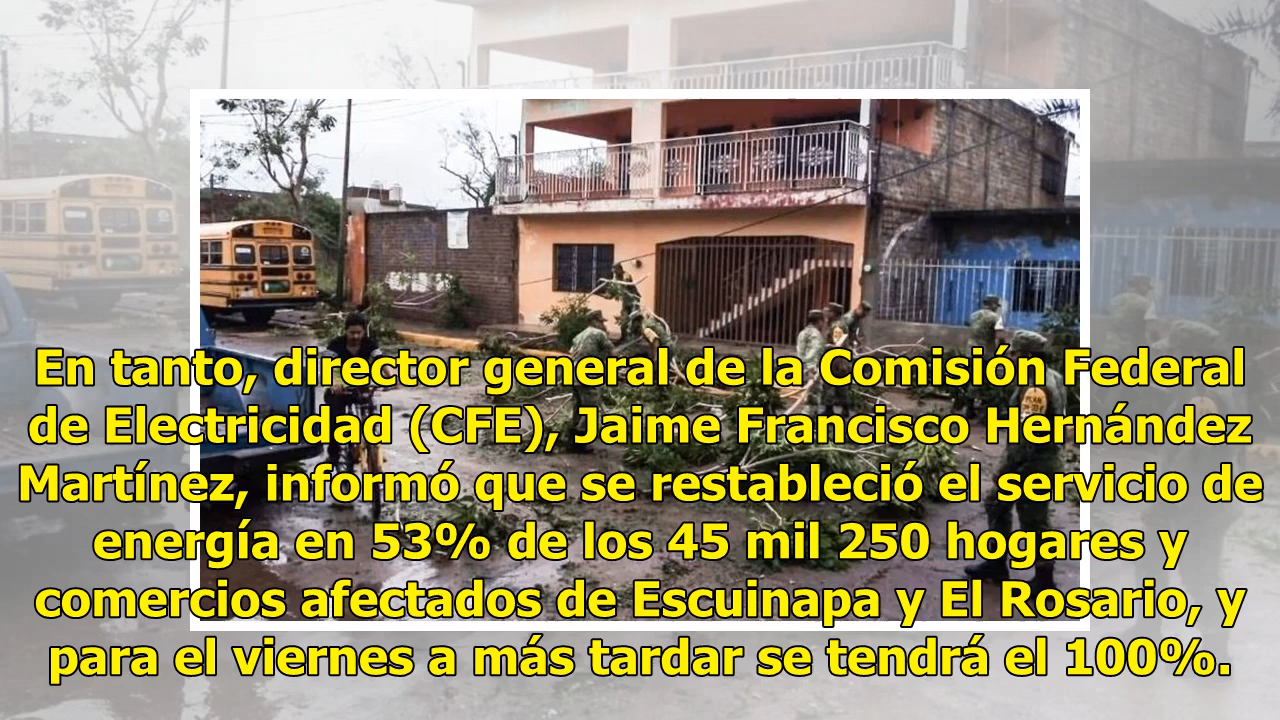 En tanto, director general de la Comisión Federal
de Electricidad (CFE), Jaime Francisco Hernández
Martínez, informó que se restableció el servicio de
energía en 53% de los 45 mil 250 hogares y
comercios afectados de Escuinapa y El Rosario, y
para el viernes a más tardar se tendrá el 100%.
PLAN